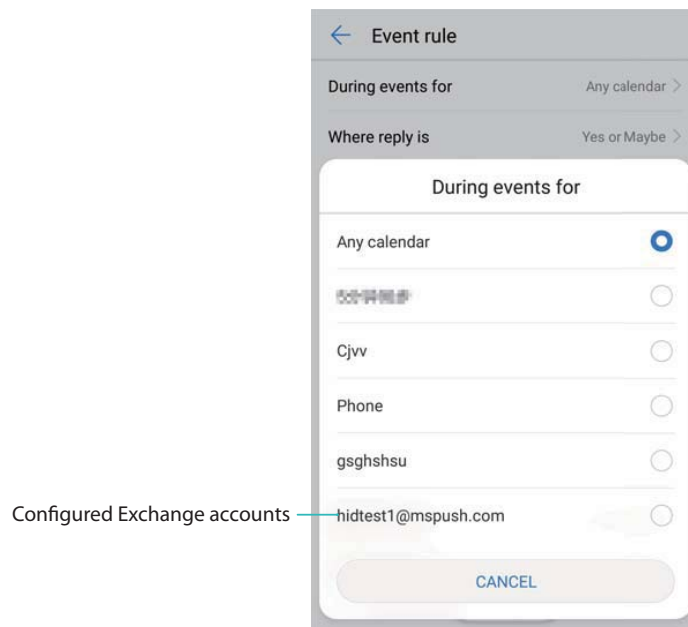 Event rule
During events for Any calendar
Where reply is Yes or Maybe
During events for
Any calendar
Cjvv
Phone
gsghshsu
Configured Exchange accounts hidtest1@mspush.com
CANCEL